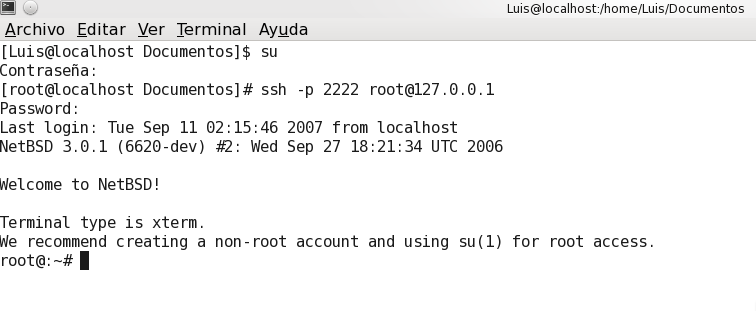 Luis@localhost:/home/Luis/Documentos
Archivo Editar Ver Terminal Ayuda
[Luis@localhost Documentos]$ su
Contraseña:
[root@localhost Documentos]# ssh -p 2222 root@127.0.0.1
Password:
Last login: Tue Sep 11 02:15:46 2007 from localhost
NetBSD 3.0.1 (6620-dev) #2: Wed Sep 27 18:21:34 UTC 2006
Welcome to NetBSD!
Terminal type is xterm.
We recommend creating a non-root account and using su(1) for root access.
root@:~#